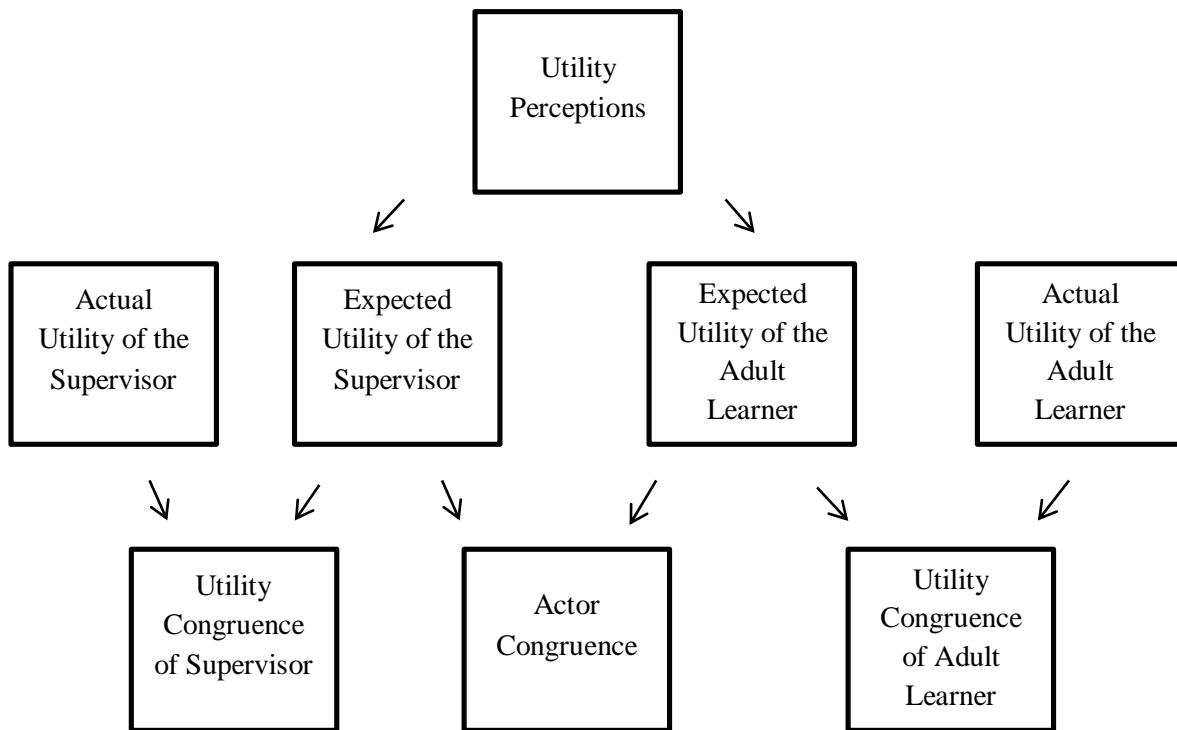 Utility
Perceptions
Actual
Utility of the
Supervisor
Expected
Utility of the
Supervisor
Expected
Utility of the
Adult
Learner
Actual
Utility of the
Adult
Learner
Utility
Congruence
of Supervisor
Actor
Congruence
Utility
Congruence
of Adult
Learner